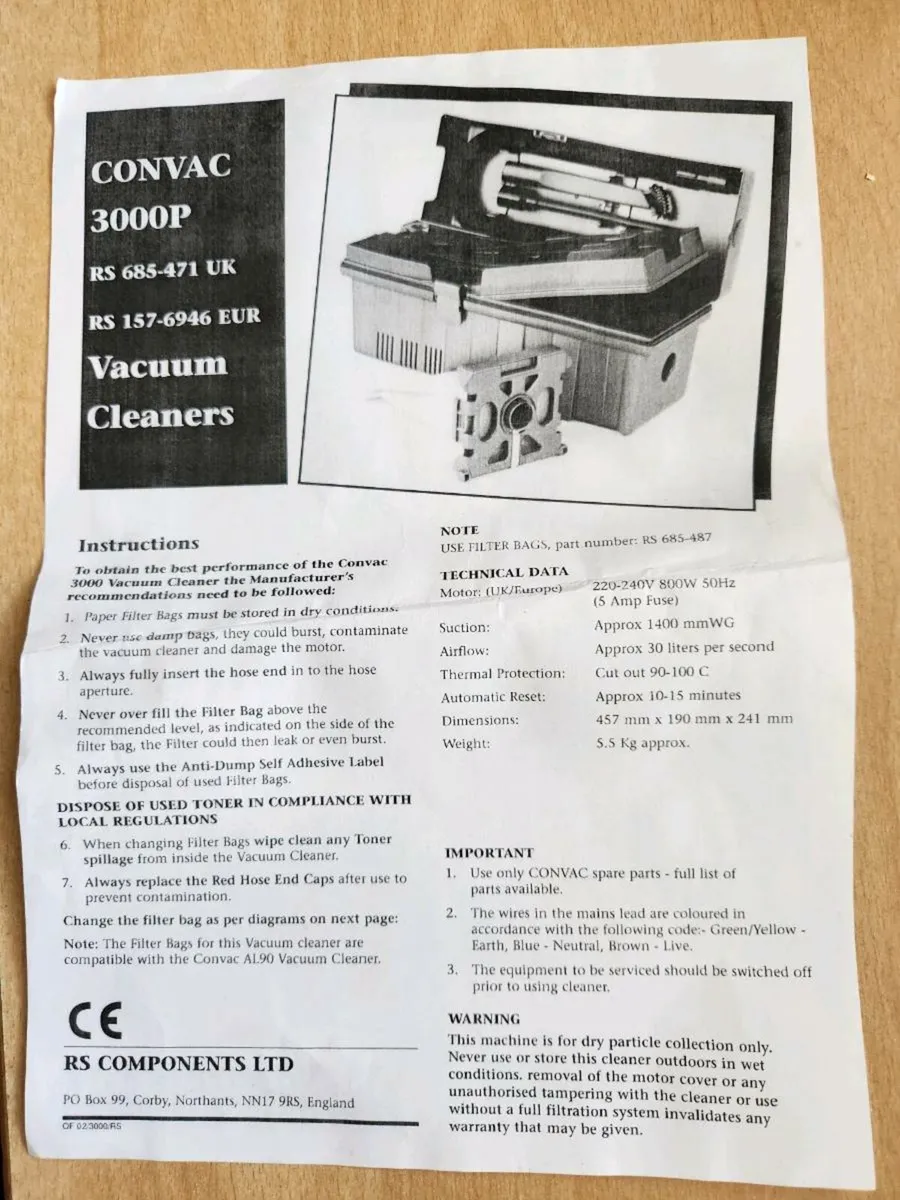 CONVAC
3000P
RS 685-471 UK
RS 157-6946 EUR
Vacuum
Cleaners
Instructions
To obtain the best performance of the Convac
3000 Vacuum Cleaner the Manufacturer's
recommendations need to be followed:
1. Paper Filter Bags must be stored in dry conditions.
2. Never use damp bags, they could burst, contaminate
the vacuum cleaner and damage the motor.
3. Always fully insert the hose end in to the hose
aperture.
4. Never over fill the Filter Bag above the
recommended level, as indicated on the side of the
filter bag, the Filter could then leak or even burst.
5. Always use the Anti-Dump Self Adhesive Label
before disposal of used Filter Bags.
DISPOSE OF USED TONER IN COMPLIANCE WITH
LOCAL REGULATIONS
6. When changing Filter Bags wipe clean any Toner
spillage from inside the Vacuum Cleaner.
7. Always replace the Red Hose End Caps after use to
prevent contamination.
Change the filter bag as per diagrams on next page:
Note: The Filter Bags for this Vacuum cleaner are
compatible with the Convac AL90 Vacuum Cleaner.
CE
RS COMPONENTS LTD
PO Box 99, Corby, Northants, NN17 9RS, England
OF 02/3000/RS
NOTE
USE FILTER BAGS, part number: RS 685-487
TECHNICAL DATA
Motor: (UK/Europe) 220-240V 800W 50Hz
(5 Amp Fuse)
Suction: Approx 1400 mmWG
Airflow: Approx 30 liters per second
Thermal Protection: Cut out 90-100 C
Automatic Reset: Approx 10-15 minutes
Dimensions: 457 mm x 190 mm x 241 mm
Weight: 5.5 Kg approx.
IMPORTANT
1. Use only CONVAC spare parts - full list of
parts available.
2. The wires in the mains lead are coloured in
accordance with the following code:- Green/Yellow -
Earth, Blue - Neutral, Brown - Live.
3. The equipment to be serviced should be switched off
prior to using cleaner.
WARNING
This machine is for dry particle collection only.
Never use or store this cleaner outdoors in wet
conditions. removal of the motor cover or any
unauthorised tampering with the cleaner or use
without a full filtration system invalidates any
warranty that may be given.